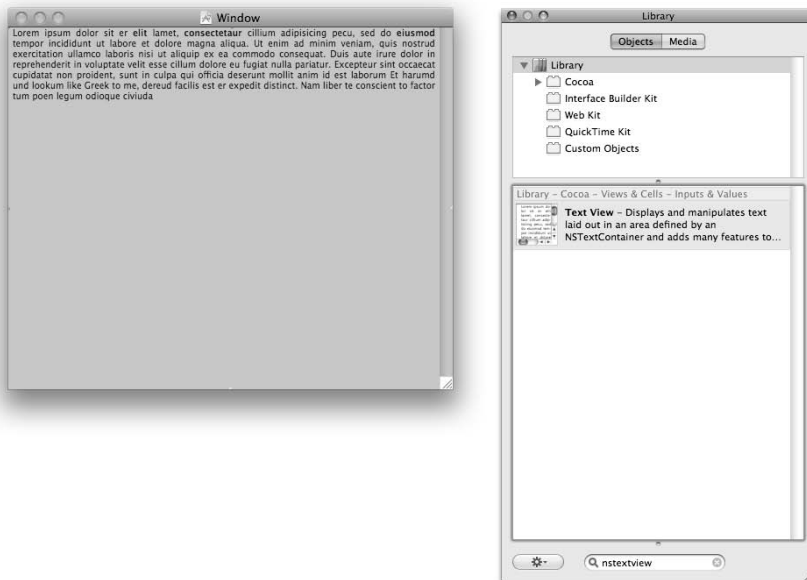 Window
Lorem ipsum dolor sit er elit lamet, consectetaur cillium adipisicing pecu, sed do eiusmod
tempor incididunt ut labore et dolore magna aliqua. Ut enim ad minim veniam, quis nostrud
exercitation ullamco laboris nisi ut aliquip ex ea commodo consequat. Duis aute irure dolor in
reprehenderit in voluptate velit esse cillum dolore eu fugiat nulla pariatur. Excepteur sint occaecat
cupidatat non proident, sunt in culpa qui officia deserunt mollit anim id est laborum Et harumd
und lookum like Greek to me, dereud facilis est er expedit distinct. Nam liber te conscient to factor
tum poen legum odioque civiuda
Library
Objects Media
Library
Cocoa
Interface Builder Kit
Web Kit
QuickTime Kit
Custom Objects
Library – Cocoa – Views & Cells – Inputs & Values
Text View – Displays and manipulates text
laid out in an area defined by an
NSTextContainer and adds many features to...
nstextview